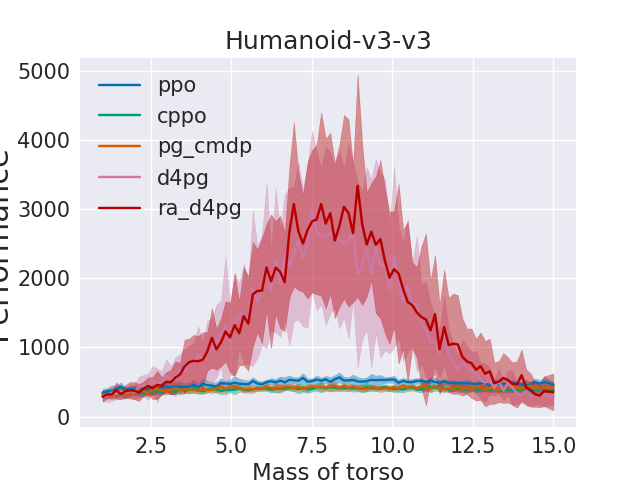 Humanoid-v3-v3
5000
4000
3000
2000
1000
0
ppo
cppo
pg_cmdp
d4pg
ra_d4pg
2.5 5.0 7.5 10.0 12.5 15.0
Mass of torso